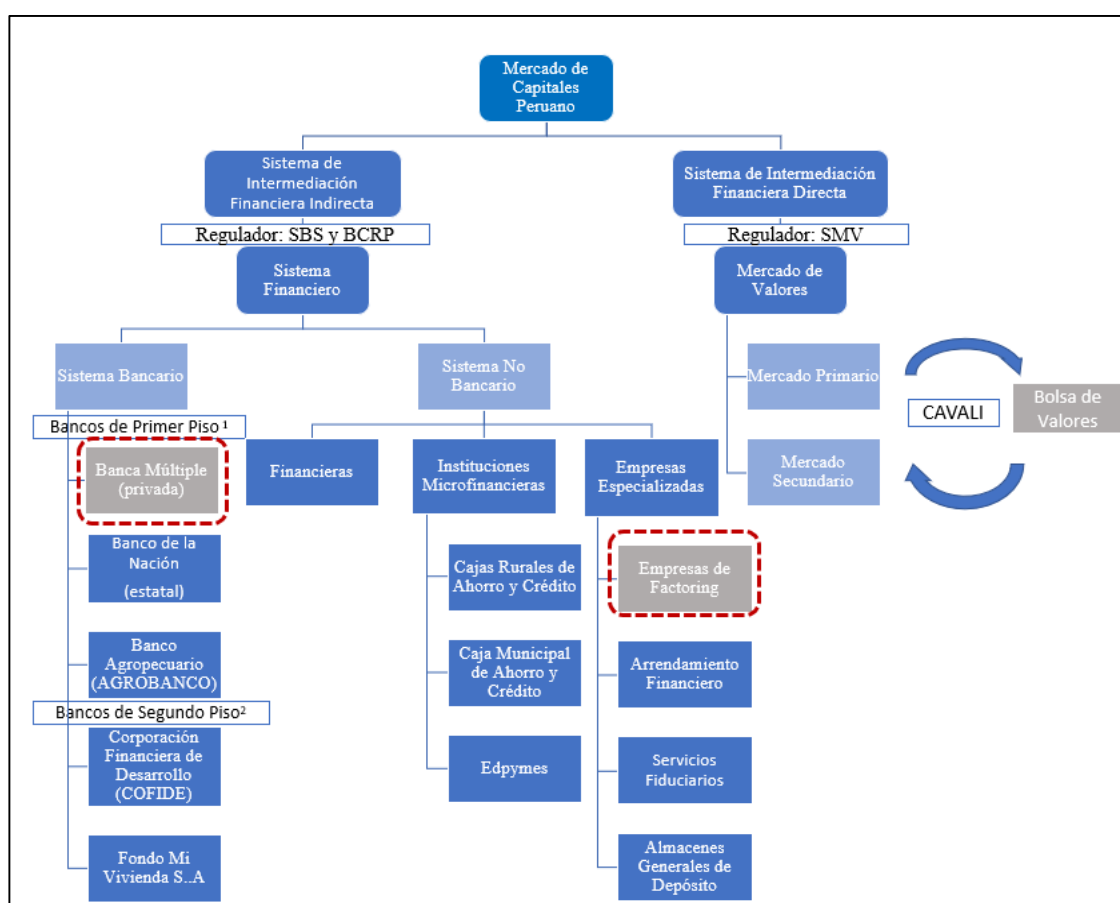 Mercado de
Capitales
Peruano
Sistema de
Intermediación
Financiera Indirecta
Sistema de Intermediación
Financiera Directa
Regulador: SBS y BCRP
Regulador: SMV
Sistema
Financiero
Mercado de
Valores
Sistema Bancario
Sistema No
Bancario
Mercado Primario
CAVALI
Bolsa de
Valores
Bancos de Primer Piso¹
Banca Múltiple
(privada)
Financieras
Instituciones
Microfinancieras
Empresas
Especializadas
Mercado
Secundario
Banco de la
Nación
(estatal)
Cajas Rurales de
Ahorro y Crédito
Empresas de
Factoring
Banco
Agropecuario
(AGROBANCO)
Caja Municipal
de Ahorro y
Crédito
Arrendamiento
Financiero
Bancos de Segundo Piso²
Corporación
Financiera de
Desarrollo
(COFIDE)
Edpymes
Servicios
Fiduciarios
Fondo Mi
Vivienda S..A
Almacenes
Generales de
Depósito